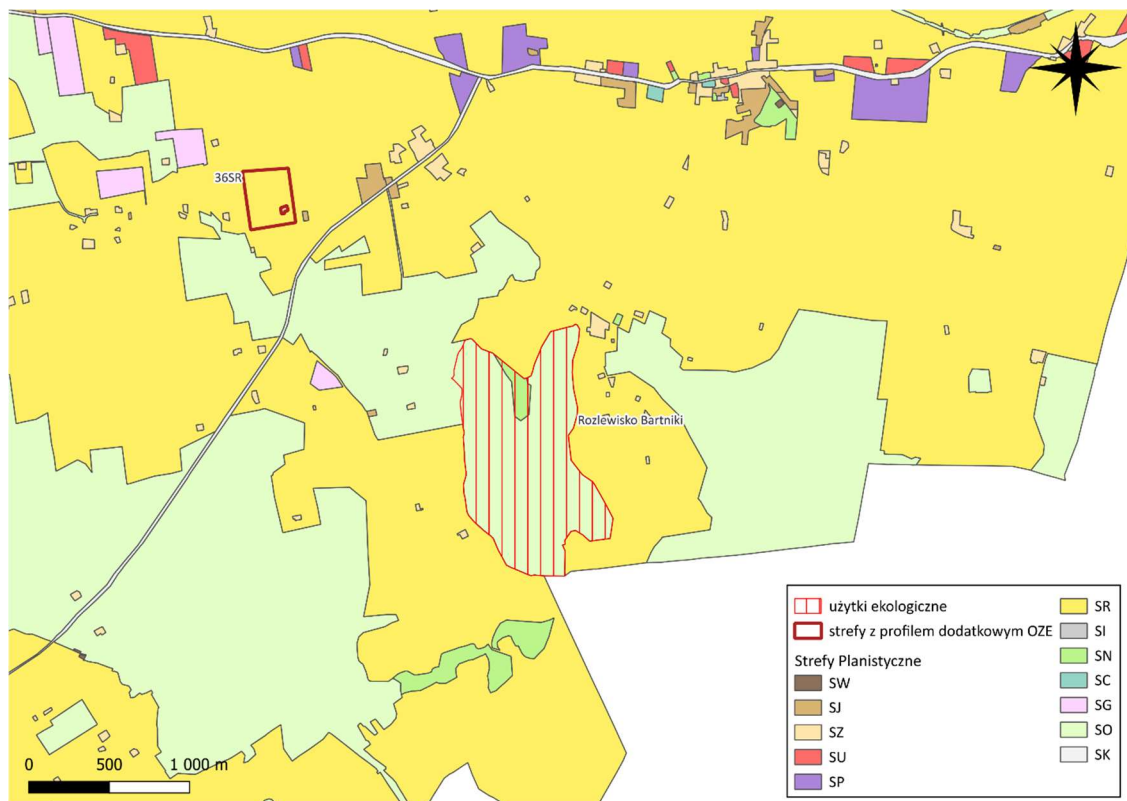 36SR
Rozlewisko Bartniki
użytki ekologiczne
strefy z profilem dodatkowym OZE
Strefy Planistyczne
SW
SJ
SZ
SU
SP
SR
SI
SN
SC
SG
SO
SK
0 500 1 000 m